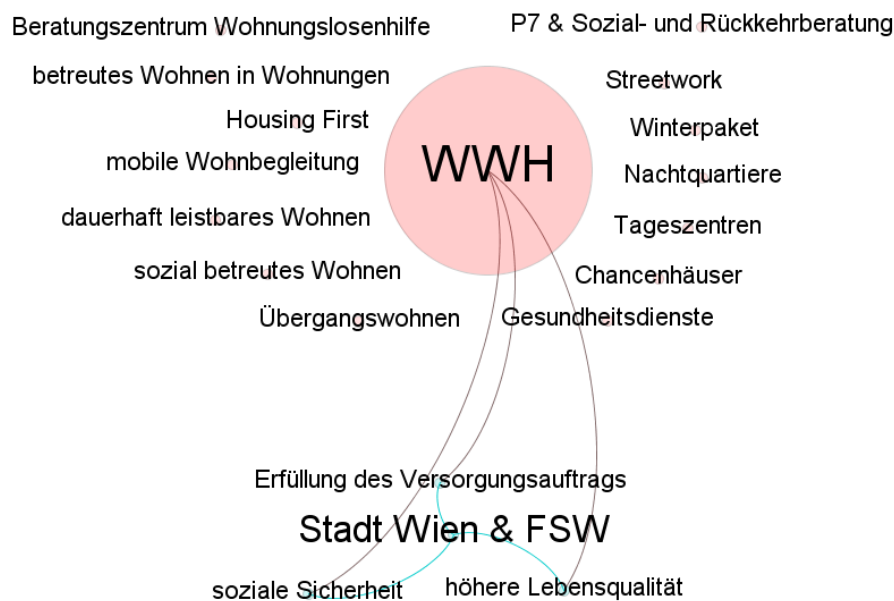 Beratungszentrum Wohnungslosenhilfe
P7 & Sozial- und Rückkehrberatung
betreutes Wohnen in Wohnungen
Streetwork
Housing First
Winterpaket
WWH
mobile Wohnbegleitung
Nachtquartiere
dauerhaft leistbares Wohnen
Tageszentren
sozial betreutes Wohnen
Chancenhäuser
Übergangswohnen
Gesundheitsdienste
Erfüllung des Versorgungsauftrags
Stadt Wien & FSW
soziale Sicherheit
höhere Lebensqualität